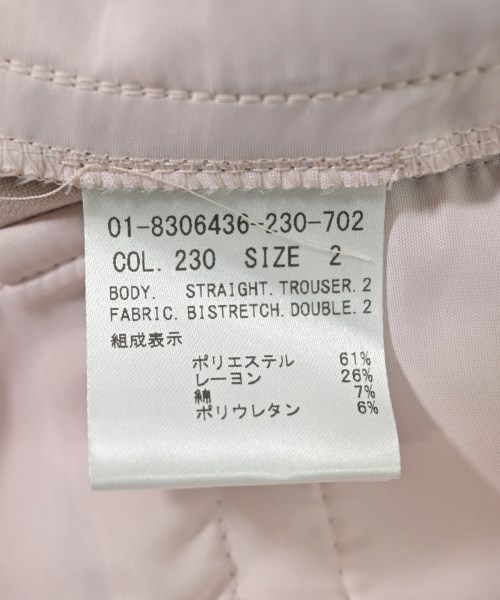 01-8306436-230-702
COL. 230 SIZE 2
BODY. STRAIGHT. TROUSER. 2
FABRIC. BISTRETCH. DOUBLE. 2
組成表示
ポリエステル 61%
レーヨン 26%
綿 7%
ポリウレタン 6%